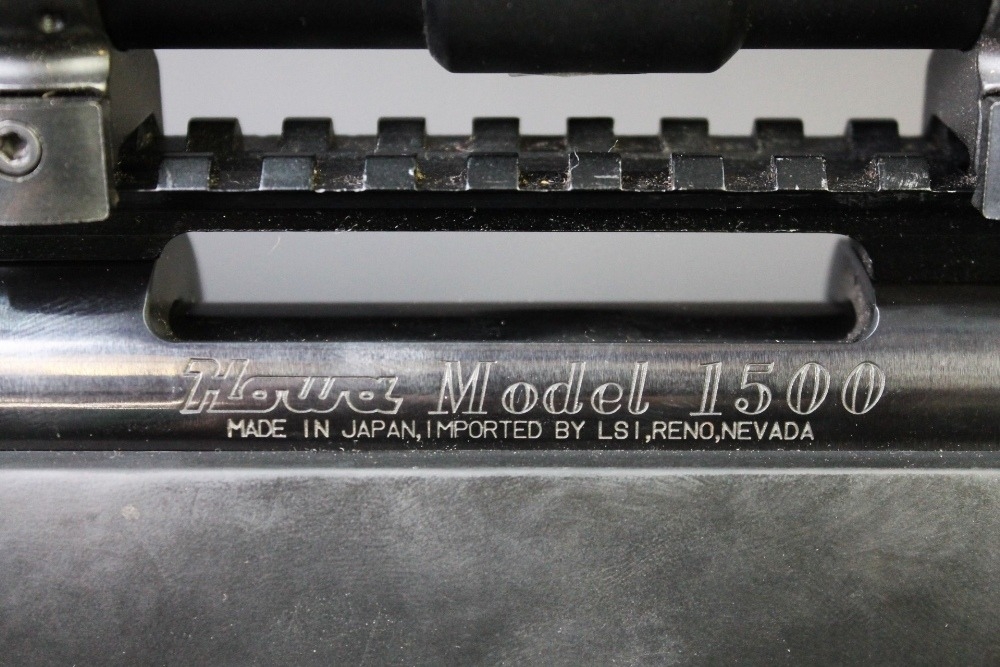 Howa Model 1500
MADE IN JAPAN,IMPORTED BY LSI,RENO,NEVADA